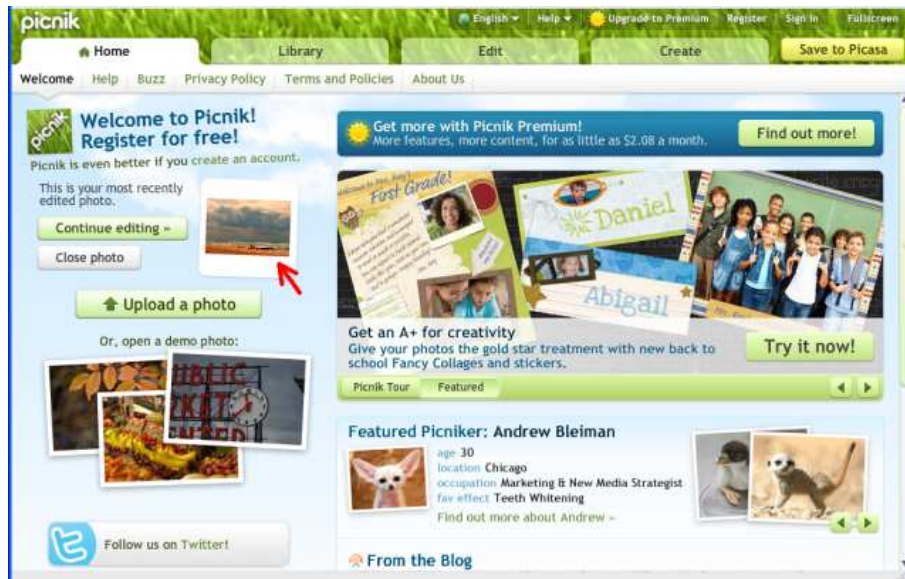 picnik
English Help Upgrade to Premium Register Sign In Fullscreen
Home Library Edit Create Save to Picasa
Welcome Help Buzz Privacy Policy Terms and Policies About Us
picnik
Welcome to Picnik!
Register for free!
Picnik is even better if you create an account.
This is your most recently
edited photo.
Continue editing »
Close photo
Upload a photo
Or, open a demo photo:
PUBLIC
MARKET
CENTER
Follow us on Twitter!
Get more with Picnik Premium!
More features, more content, for as little as $2.08 a month.
Find out more!
First Grade!
Daniel
Abigail
Get an A+ for creativity
Give your photos the gold star treatment with new back to
school Fancy Collages and stickers.
Try it now!
Picnik Tour Featured
Featured Picniker: Andrew Bleiman
age 30
location Chicago
occupation Marketing & New Media Strategist
fav effect Teeth Whitening
Find out more about Andrew »
From the Blog